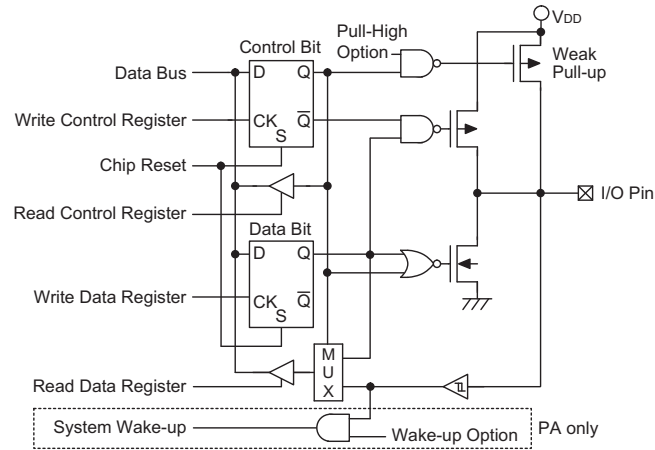 VDD
Pull-High
Option
Control Bit
Weak
Pull-up
Data Bus
D
Q
Write Control Register
CK
Q
S
Chip Reset
I/O Pin
Read Control Register
Data Bit
D
Q
Write Data Register
CK
Q
S
M
U
X
Read Data Register
System Wake-up
Wake-up Option
PA only